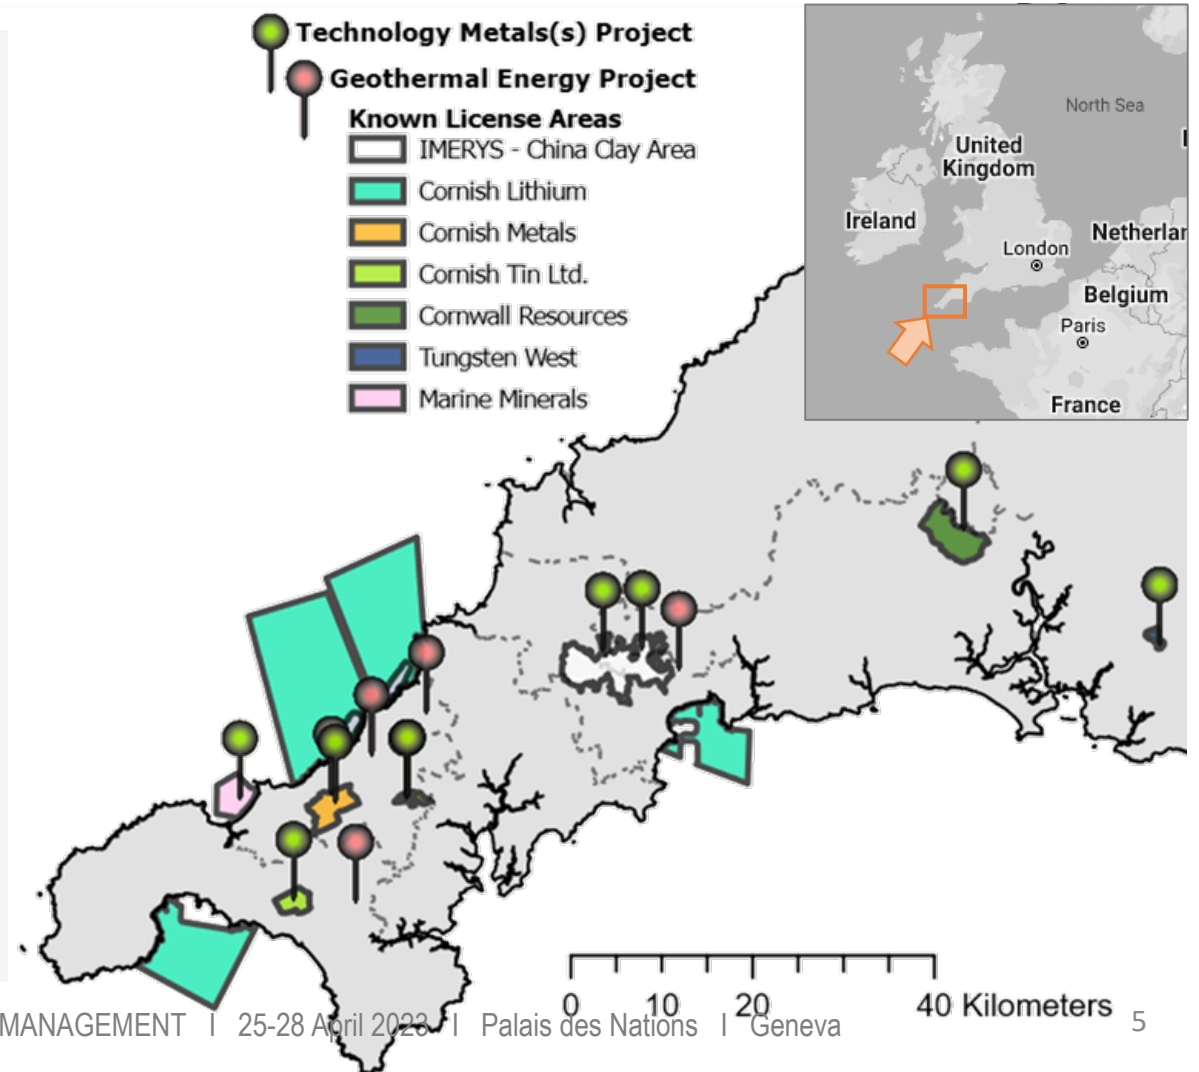 Technology Metals(s) Project
Geothermal Energy Project
Known License Areas
IMERYS - China Clay Area
Cornish Lithium
Cornish Metals
Cornish Tin Ltd.
Cornwall Resources
Tungsten West
Marine Minerals
North Sea
United
Kingdom
Ireland
London
Netherlar
Belgium
Paris
France
0 10 20 40 Kilometers
MANAGEMENT I 25-28 April 2023 I Palais des Nations I Geneva
5